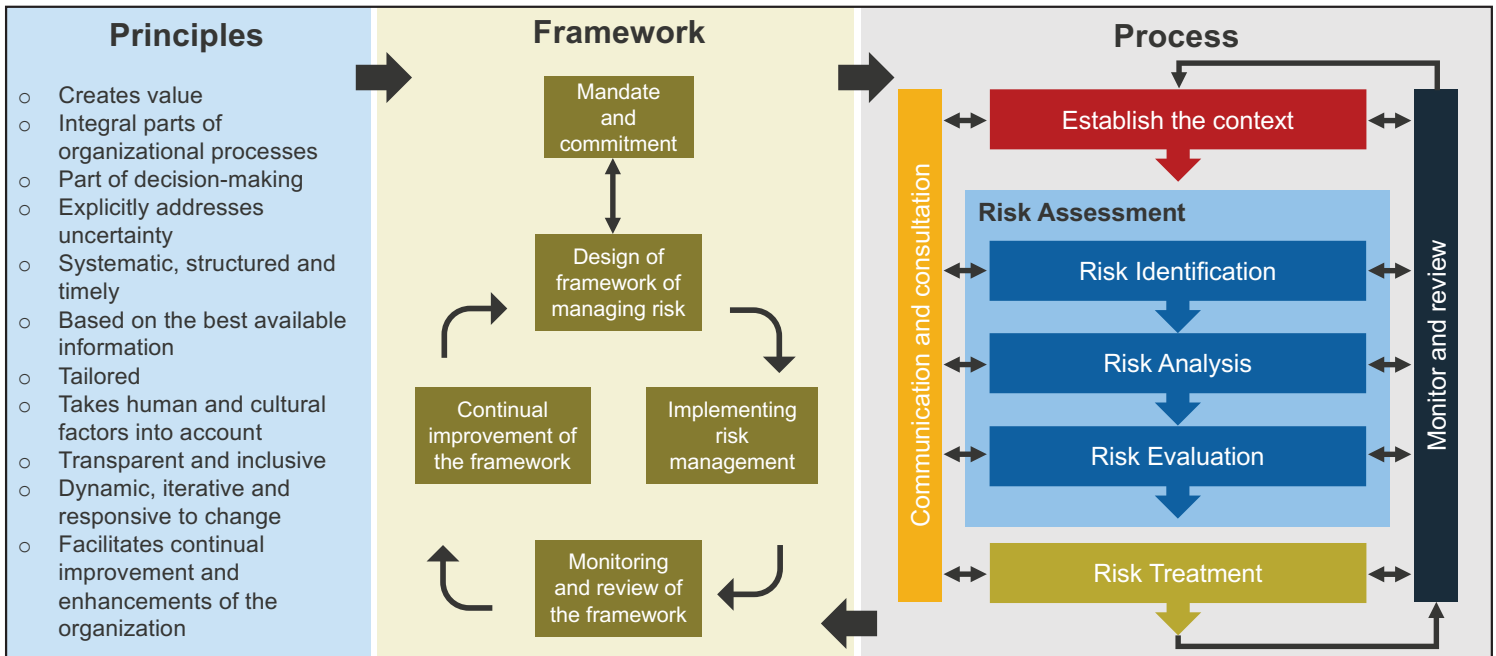 Principles
○ Creates value
○ Integral parts of
organizational processes
○ Part of decision-making
○ Explicitly addresses
uncertainty
○ Systematic, structured and
timely
○ Based on the best available
information
○ Tailored
○ Takes human and cultural
factors into account
○ Transparent and inclusive
○ Dynamic, iterative and
responsive to change
○ Facilitates continual
improvement and
enhancements of the
organization
Framework
Mandate
and
commitment
Design of
framework of
managing risk
Continual
improvement of
the framework
Implementing
risk
management
Monitoring
and review of
the framework
Process
Communication and consultation
Establish the context
Risk Assessment
Risk Identification
Risk Analysis
Risk Evaluation
Risk Treatment
Monitor and review